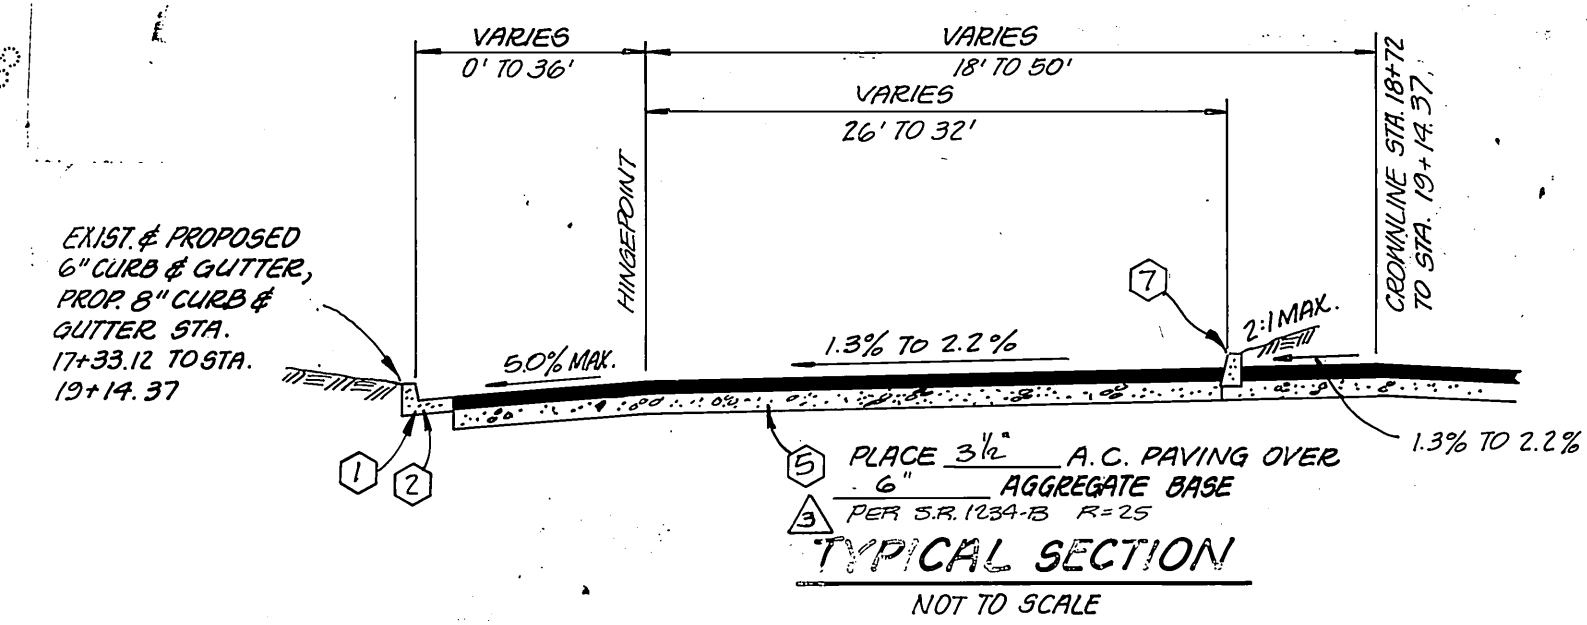 VARIES
0' TO 36'
VARIES
18' TO 50'
VARIES
26' TO 32'
HINGEPOINT
CROWNLINE STA. 18+72
TO STA. 19+14.37.
EXIST. & PROPOSED
6" CURB & GUTTER,
PROP. 8" CURB &
GUTTER STA.
17+33.12 TO STA.
19+14.37
5.0% MAX.
1.3% TO 2.2%
7
2:1 MAX.
1.3% TO 2.2%
1
2
5
PLACE 3½" A.C. PAVING OVER
6" AGGREGATE BASE
3
PER S.R. 1234-B R=25
TYPICAL SECTION
NOT TO SCALE